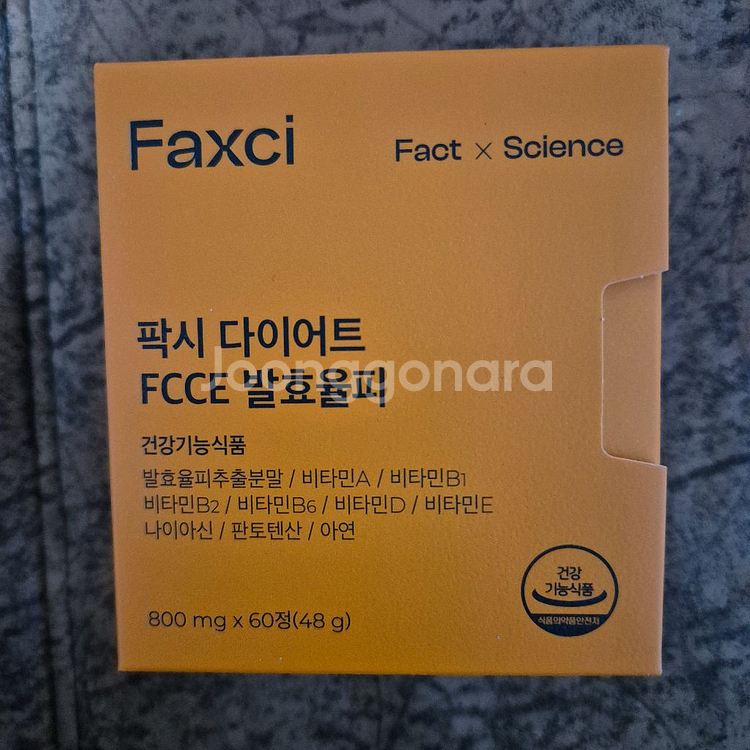 Faxci
Fact × Science
팍시 다이어트
FCCE 발효율피
Joonggonara
건강기능식품
발효율피추출분말 / 비타민A / 비타민B1
비타민B2 / 비타민B6 / 비타민D / 비타민E
나이아신 / 판토텐산 / 아연
건강
기능식품
식품의약품안전처
800 mg x 60정(48 g)